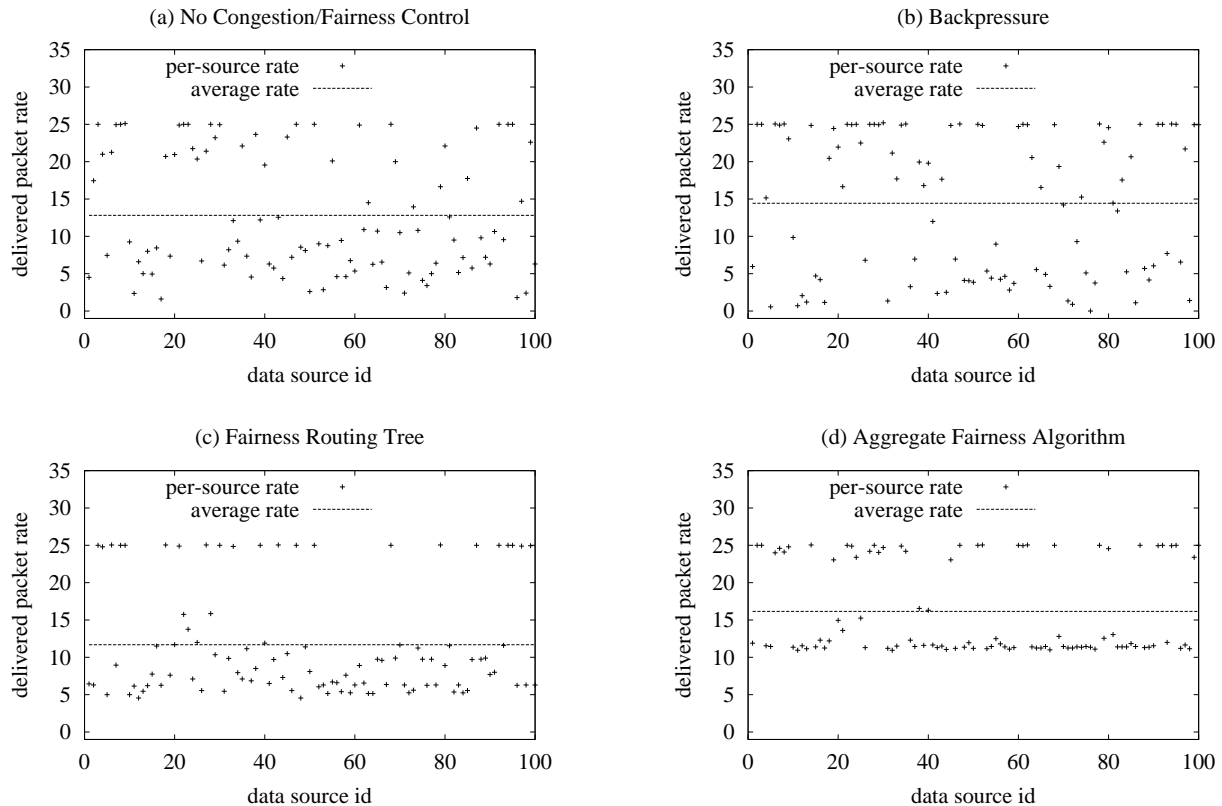 (a) No Congestion/Fairness Control
35
30
25
20
15
10
5
0
0 20 40 60 80 100
delivered packet rate
data source id
per-source rate
average rate
(b) Backpressure
35
30
25
20
15
10
5
0
0 20 40 60 80 100
delivered packet rate
data source id
per-source rate
average rate
(c) Fairness Routing Tree
35
30
25
20
15
10
5
0
0 20 40 60 80 100
delivered packet rate
data source id
per-source rate
average rate
(d) Aggregate Fairness Algorithm
35
30
25
20
15
10
5
0
0 20 40 60 80 100
delivered packet rate
data source id
per-source rate
average rate